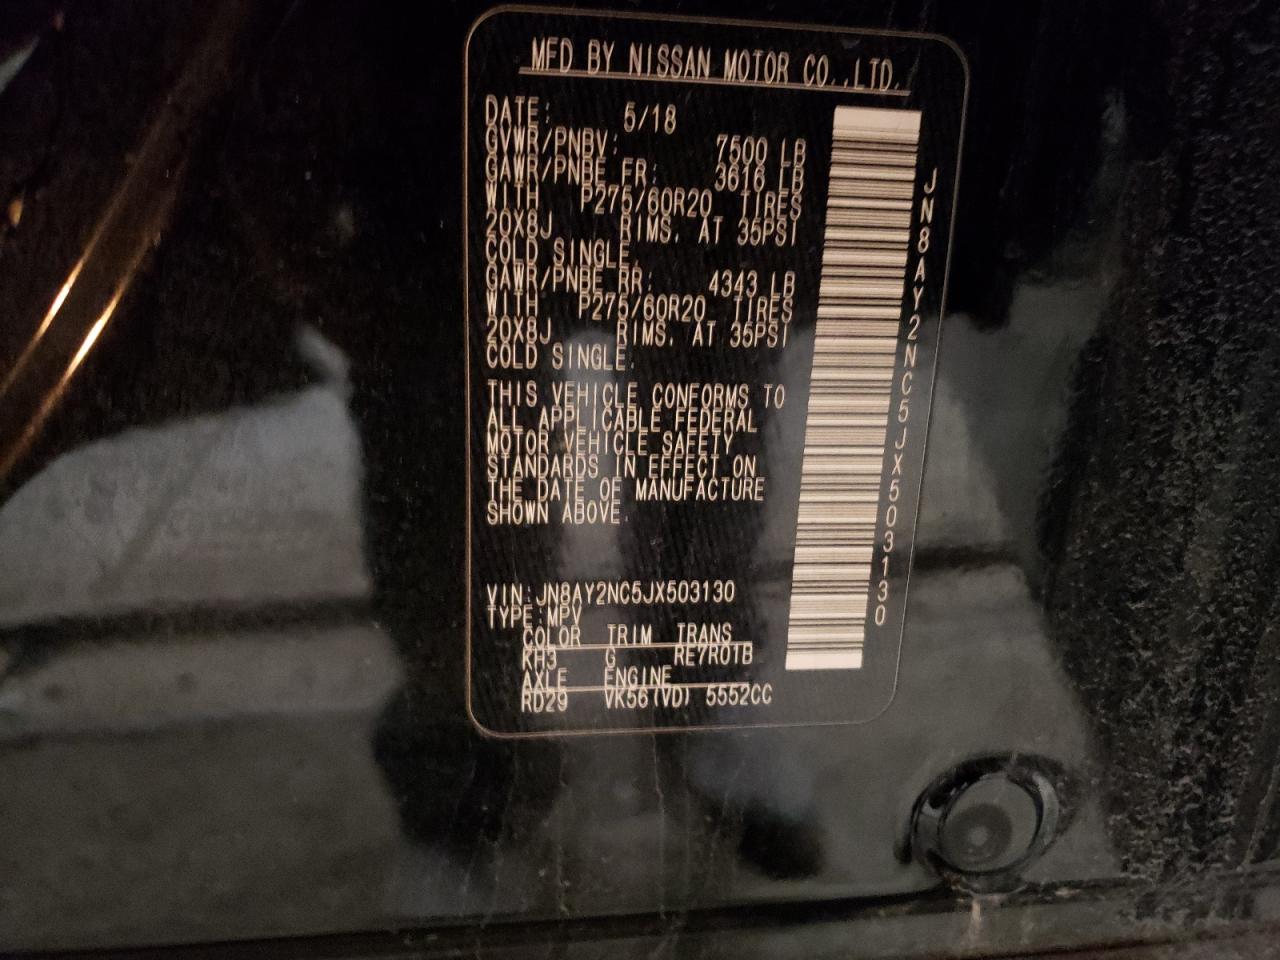 MFD BY NISSAN MOTOR CO.,LTD.
DATE: 5/18
GVWR/PNBV: 7500 LB
GAWR/PNBE FR: 3616 LB
WITH P275/60R20 TIRES
20X8J RIMS. AT 35PSI
COLD SINGLE.
GAWR/PNBE RR: 4343 LB
WITH P275/60R20 TIRES
20X8J RIMS. AT 35PSI
COLD SINGLE.
THIS VEHICLE CONFORMS TO
ALL APPLICABLE FEDERAL
MOTOR VEHICLE SAFETY
STANDARDS IN EFFECT ON
THE DATE OF MANUFACTURE
SHOWN ABOVE.
VIN:JN8AY2NC5JX503130
TYPE:MPV
COLOR TRIM TRANS
KH3 G RE7R01B
AXLE ENGINE
RD29 VK56(VD) 5552CC
JN8AY2NC5JX503130